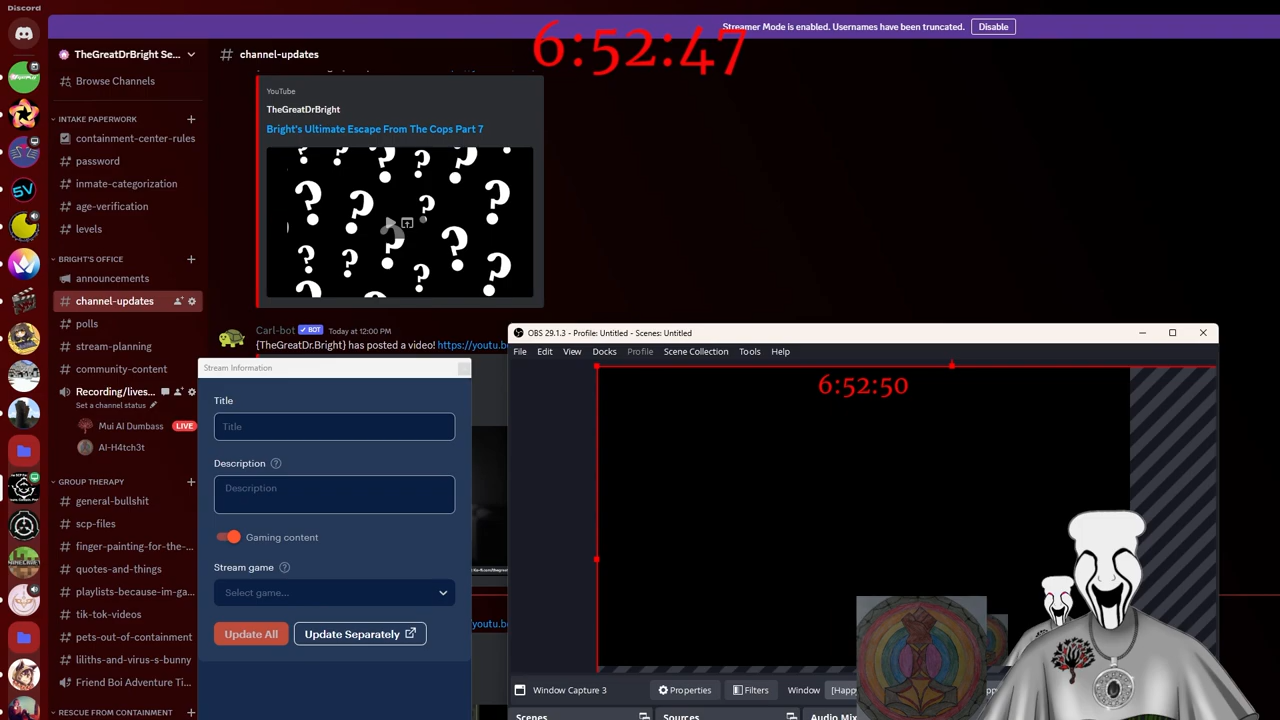 Discord
Streamer Mode is enabled. Usernames have been truncated.
Disable
6:52:47
TheGreatDrBright Se...
channel-updates
Browse Channels
INTAKE PAPERWORK
containment-center-rules
password
inmate-categorization
age-verification
levels
BRIGHT'S OFFICE
announcements
channel-updates
polls
stream-planning
community-content
Recording/lives...
Set a channel status
Mui AI Dumbass
LIVE
AI-H4tch3t
GROUP THERAPY
general-bullshit
scp-files
finger-painting-for-the-...
quotes-and-things
playlists-because-im-ga...
tik-tok-videos
pets-out-of-containment
liliths-and-virus-s-bunny
Friend Boi Adventure Ti...
RESCUE FROM CONTAINMENT
YouTube
TheGreatDrBright
Bright's Ultimate Escape From The Cops Part 7
Carl-bot BOT Today at 12:00 PM
{TheGreatDr.Bright} has posted a video! https://youtu.b
Stream Information
Title
Title
Description
Description
Gaming content
Stream game
Select game...
Update All
Update Separately
OBS 29.1.3 - Profile: Untitled - Scenes: Untitled
File Edit View Docks Profile Scene Collection Tools Help
6:52:50
Window Capture 3
Properties
Filters
Window
[Happ
Scenes
Sources
Audio Mix